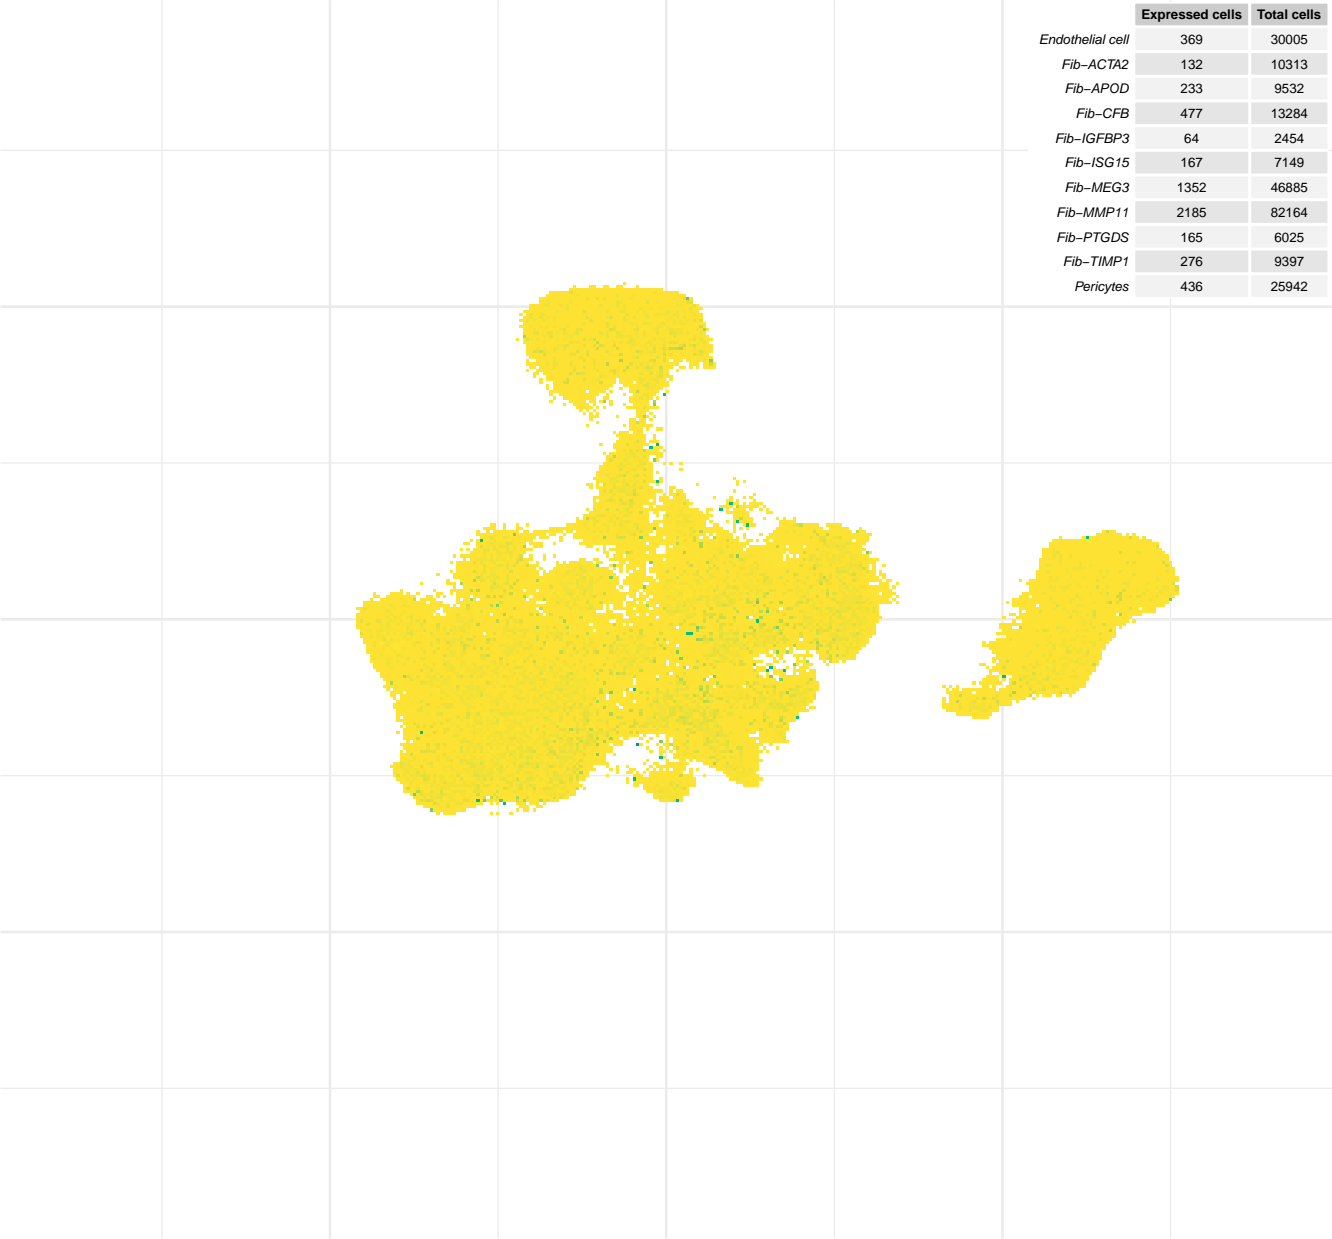 Expressed cells Total cells
Endothelial cell 369 30005
Fib−ACTA2 132 10313
Fib−APOD 233 9532
Fib−CFB 477 13284
Fib−IGFBP3 64 2454
Fib−ISG15 167 7149
Fib−MEG3 1352 46885
Fib−MMP11 2185 82164
Fib−PTGDS 165 6025
Fib−TIMP1 276 9397
Pericytes 436 25942